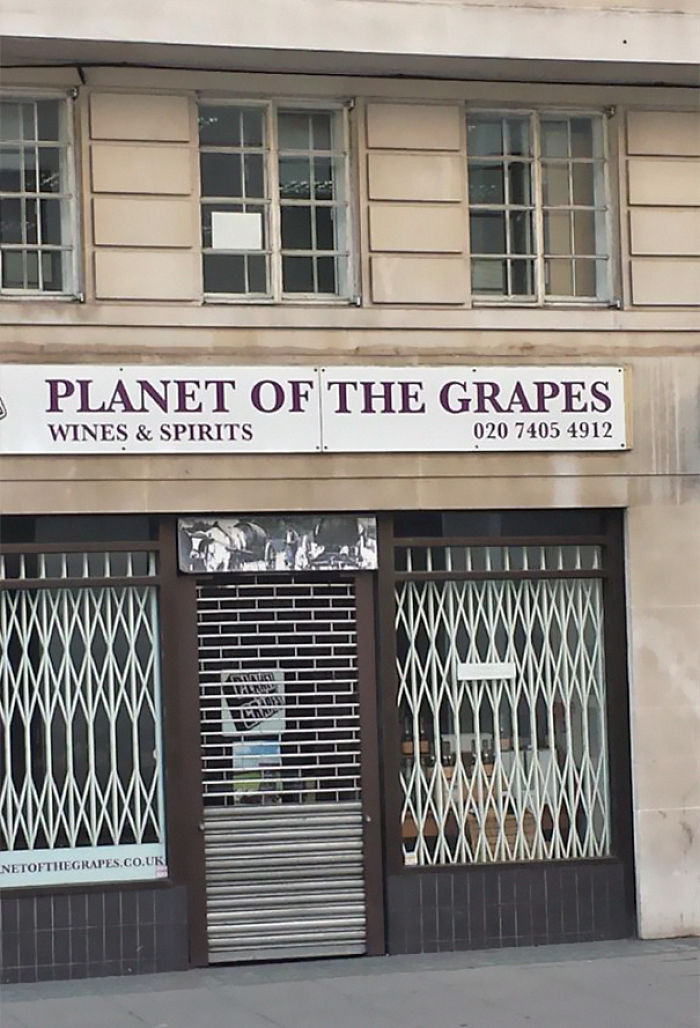 PLANET OF THE GRAPES
WINES & SPIRITS
020 7405 4912
NETOFTHEGRAPES.CO.UK